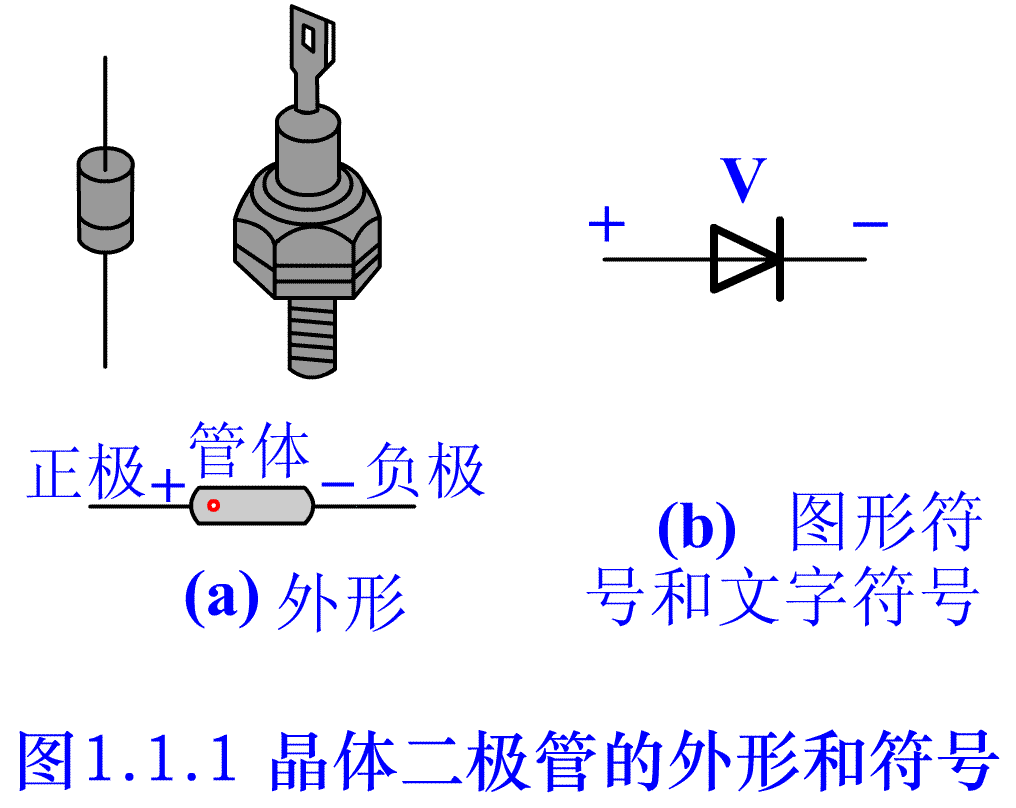 V
+ −
正极 + 管体 − 负极
(a) 外形
(b) 图形符
号和文字符号
图1.1.1 晶体二极管的外形和符号